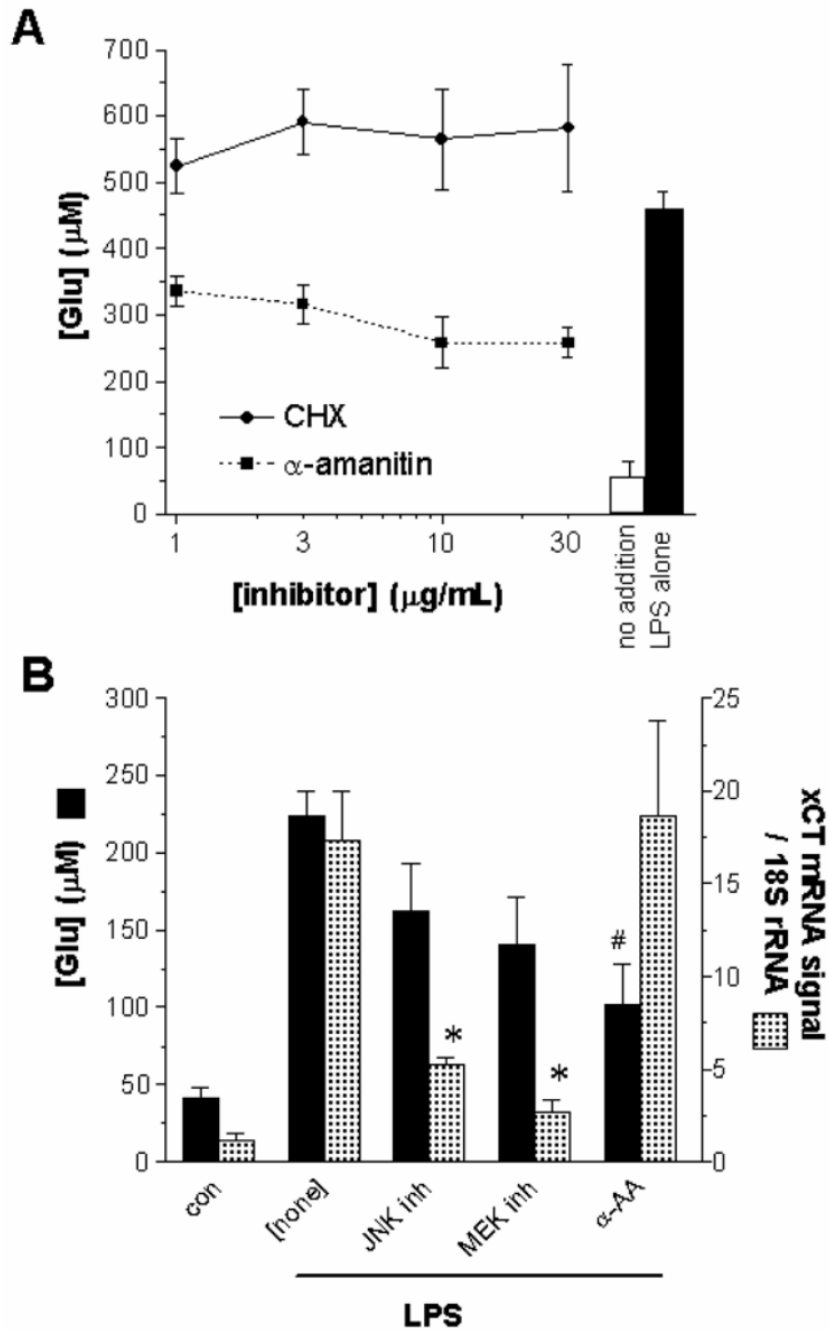 A
700
600
500
400
300
200
100
0
[Glu] (μM)
CHX
α-amanitin
1
3
10
30
[inhibitor] (μg/mL)
no addition
LPS alone
B
300
250
200
150
100
50
0
[Glu] (μM)
25
20
15
10
5
0
xCT mRNA signal
/ 18S rRNA
*
*
#
con
[none]
JNK inh
MEK inh
α-AA
LPS